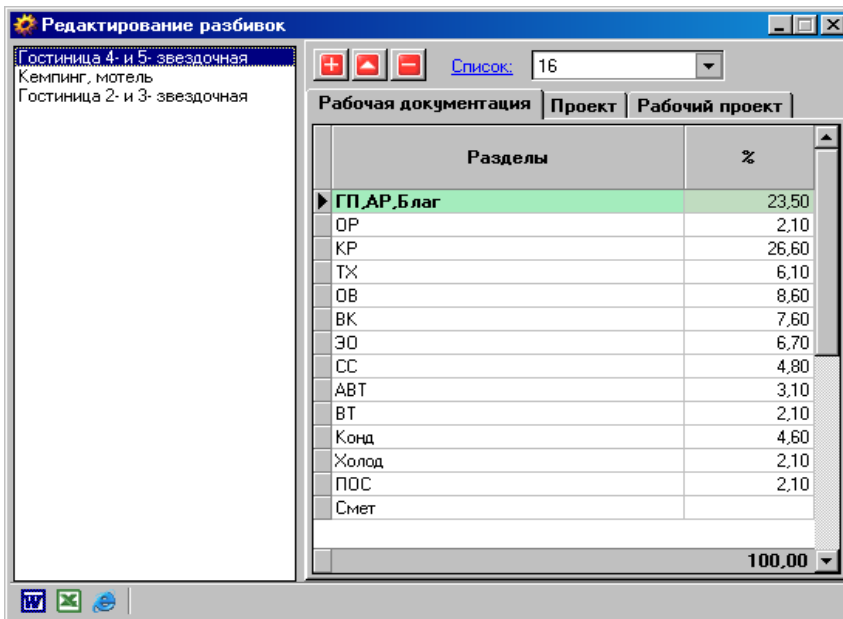 Редактирование разбивок
Гостиница 4- и 5- звездочная
Кемпинг, мотель
Гостиница 2- и 3- звездочная
Список: 16
Рабочая документация Проект Рабочий проект
Разделы %
ГП,АР,Благ 23,50
ОР 2,10
КР 26,60
ТХ 6,10
ОВ 8,60
ВК 7,60
ЭО 6,70
СС 4,80
АВТ 3,10
ВТ 2,10
Конд 4,60
Холод 2,10
ПОС 2,10
Смет
100,00